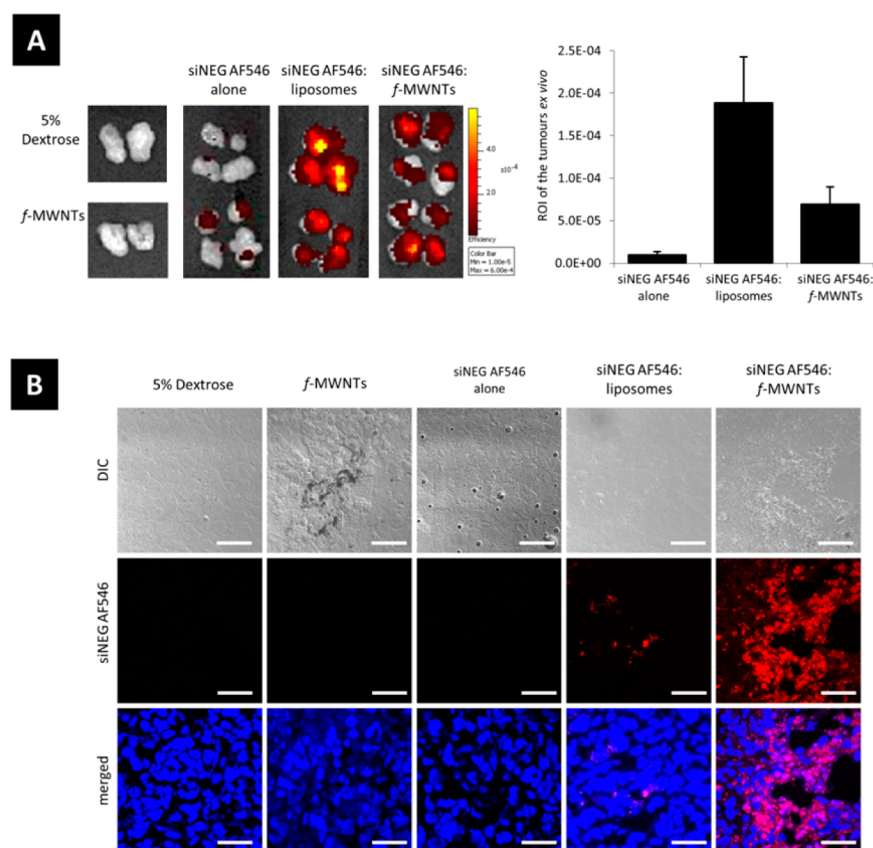 A
siNEG AF546
alone
siNEG AF546:
liposomes
siNEG AF546:
f-MWNTs
5%
Dextrose
f-MWNTs
4.0
x10⁻⁴
2.0
Efficiency
Color Bar
Min = 1.00e-5
Max = 6.00e-4
ROI of the tumours ex vivo
2.5E-04
2.0E-04
1.5E-04
1.0E-04
5.0E-05
0.0E+00
siNEG AF546
alone
siNEG AF546:
liposomes
siNEG AF546:
f-MWNTs
B
5% Dextrose
f-MWNTs
siNEG AF546
alone
siNEG AF546:
liposomes
siNEG AF546:
f-MWNTs
DIC
siNEG AF546
merged